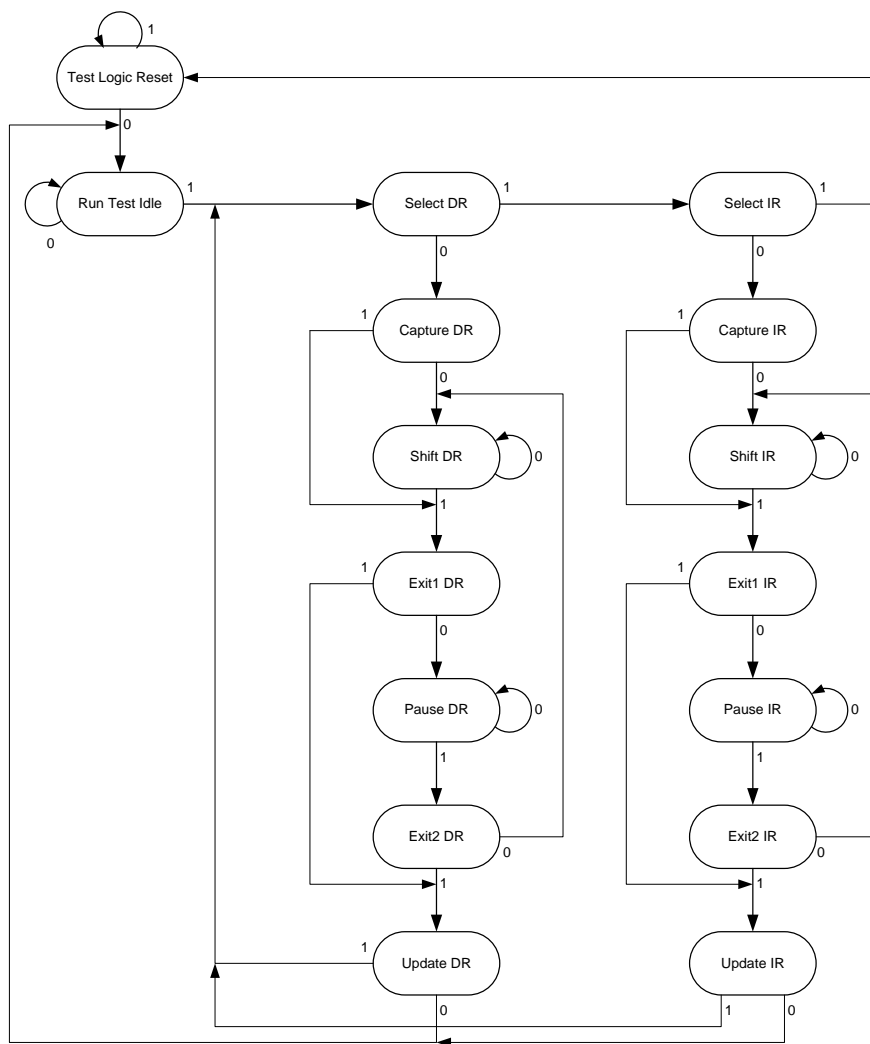 1
Test Logic Reset
0
Run Test Idle
1
0
Select DR
1
Select IR
1
0
0
1
Capture DR
1
Capture IR
0
0
Shift DR
0
Shift IR
0
1
1
1
Exit1 DR
1
Exit1 IR
0
0
Pause DR
0
Pause IR
0
1
1
Exit2 DR
0
Exit2 IR
0
1
1
1
Update DR
Update IR
0
1
0